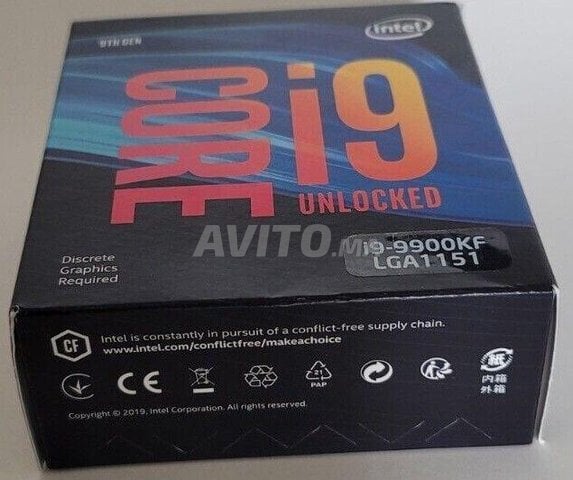 9TH GEN
intel
CORE
i9
UNLOCKED
AVITO.ma
i9-9900KF
LGA1151
Discrete
Graphics
Required
CF
Intel is constantly in pursuit of a conflict-free supply chain.
www.intel.com/conflictfree/makeachoice
CE
21
PAP
紙
内箱
外箱
Copyright © 2019, Intel Corporation. All rights reserved.